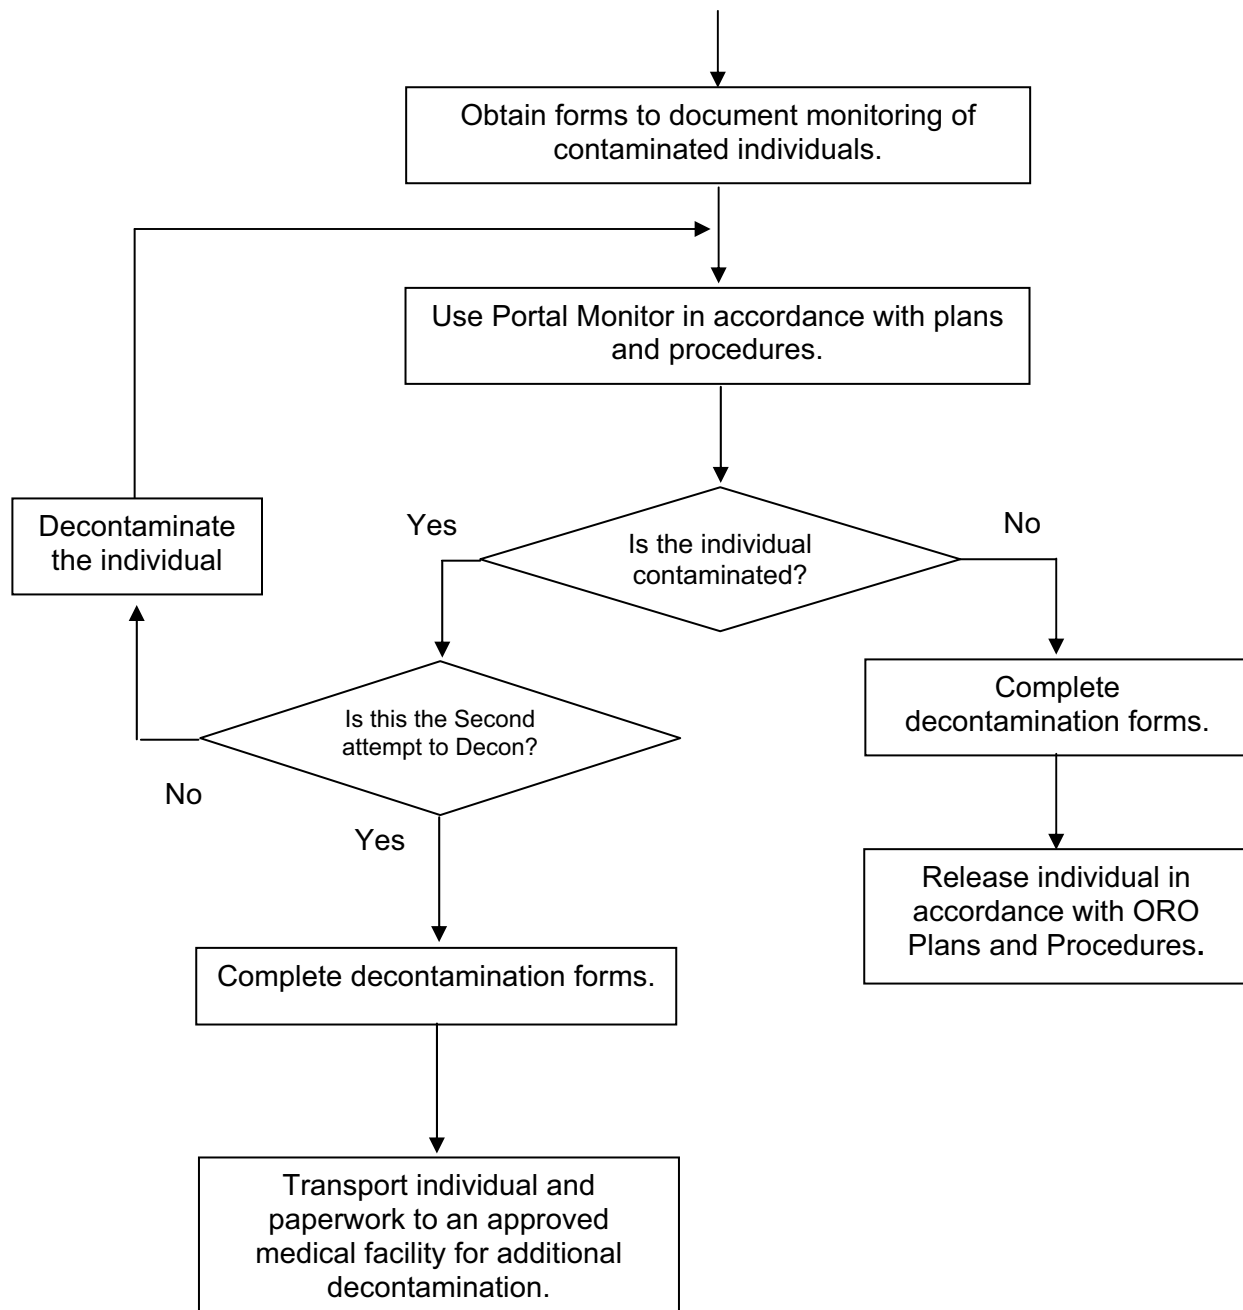 Obtain forms to document monitoring of
contaminated individuals.
Use Portal Monitor in accordance with plans
and procedures.
Decontaminate
the individual
Yes
Is the individual
contaminated?
No
Is this the Second
attempt to Decon?
No
Yes
Complete
decontamination forms.
Release individual in
accordance with ORO
Plans and Procedures.
Complete decontamination forms.
Transport individual and
paperwork to an approved
medical facility for additional
decontamination.